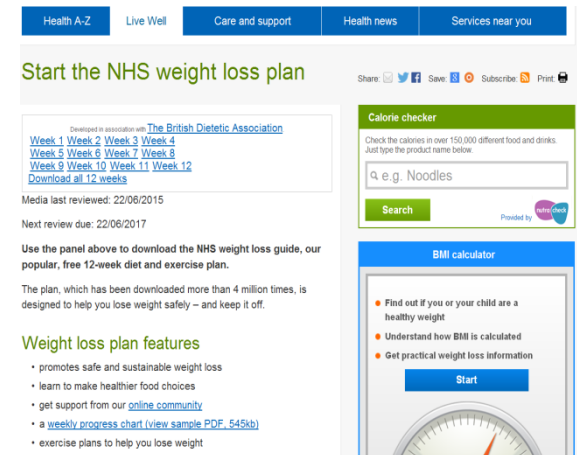 Health A-Z Live Well Care and support Health news Services near you
Start the NHS weight loss plan
Share: Save: Subscribe: Print:
Developed in association with The British Dietetic Association
Week 1 Week 2 Week 3 Week 4
Week 5 Week 6 Week 7 Week 8
Week 9 Week 10 Week 11 Week 12
Download all 12 weeks
Media last reviewed: 22/06/2015
Next review due: 22/06/2017
Use the panel above to download the NHS weight loss guide, our
popular, free 12-week diet and exercise plan.
The plan, which has been downloaded more than 4 million times, is
designed to help you lose weight safely – and keep it off.
Weight loss plan features
• promotes safe and sustainable weight loss
• learn to make healthier food choices
• get support from our online community
• a weekly progress chart (view sample PDF, 545kb)
• exercise plans to help you lose weight
Calorie checker
Check the calories in over 150,000 different food and drinks.
Just type the product name below.
e.g. Noodles
Search
Provided by nutracheck
BMI calculator
• Find out if you or your child are a
healthy weight
• Understand how BMI is calculated
• Get practical weight loss information
Start